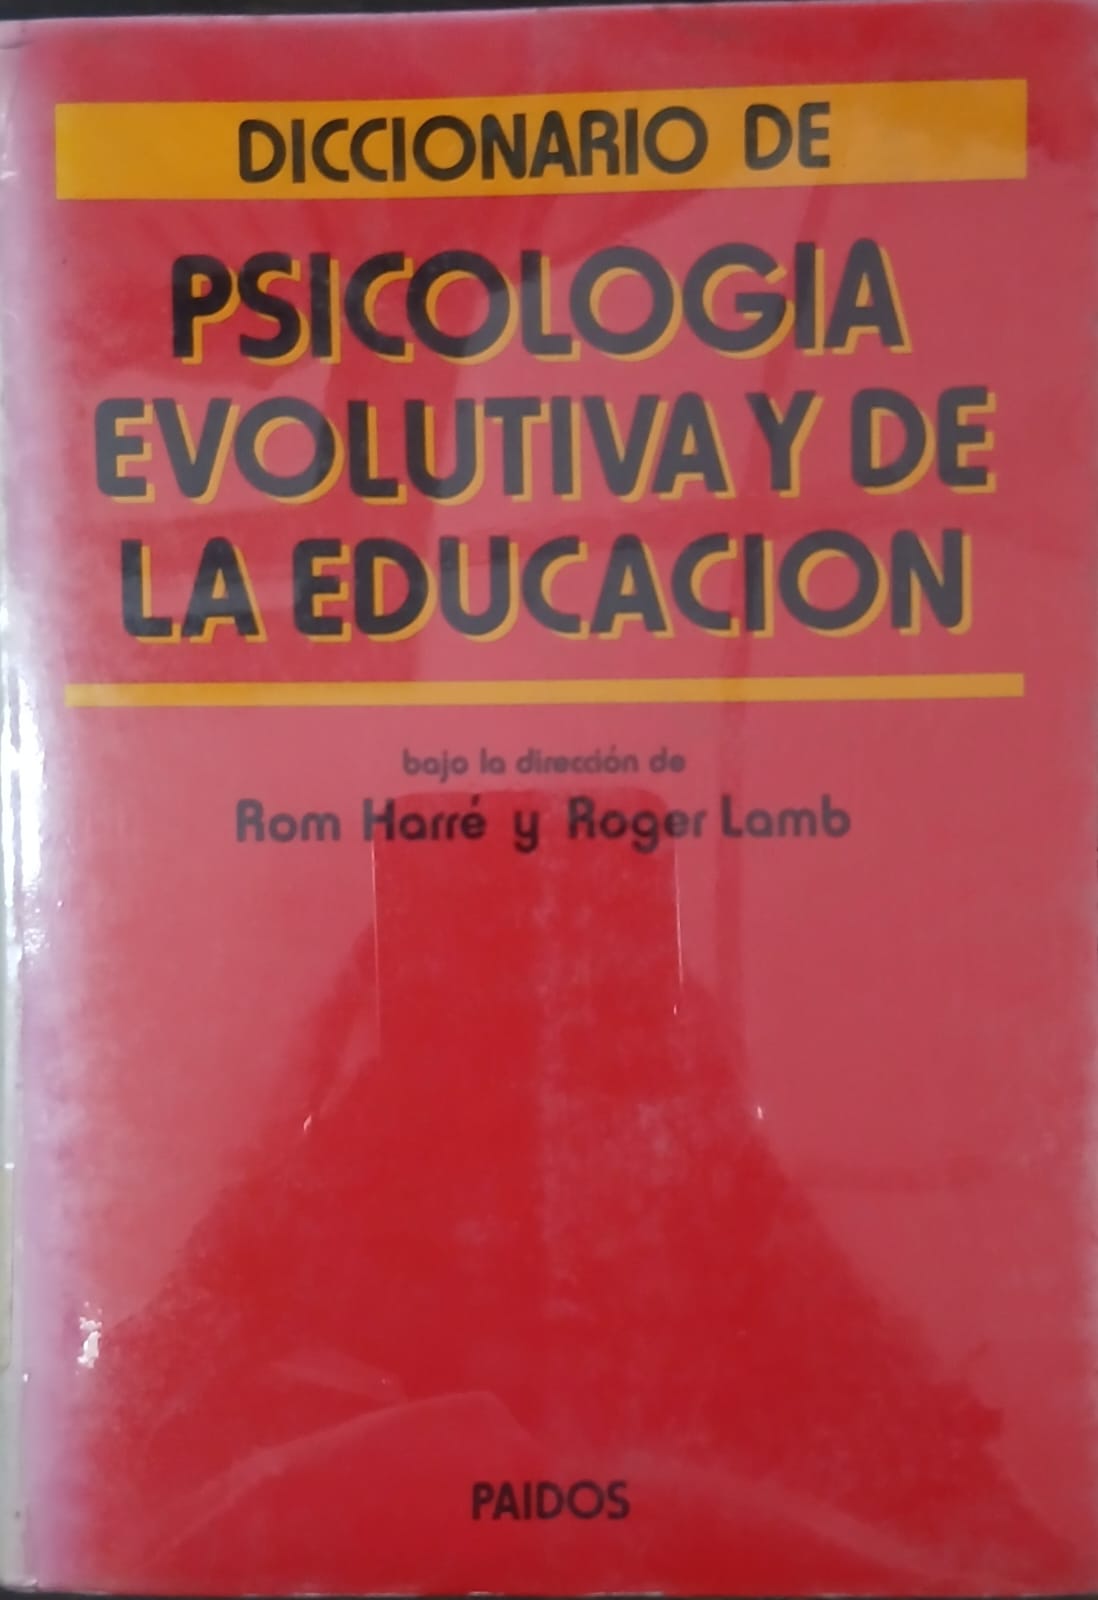 DICCIONARIO DE
PSICOLOGIA
EVOLUTIVA Y DE
LA EDUCACION
bajo la dirección de
Rom Harré y Roger Lamb
PAIDOS